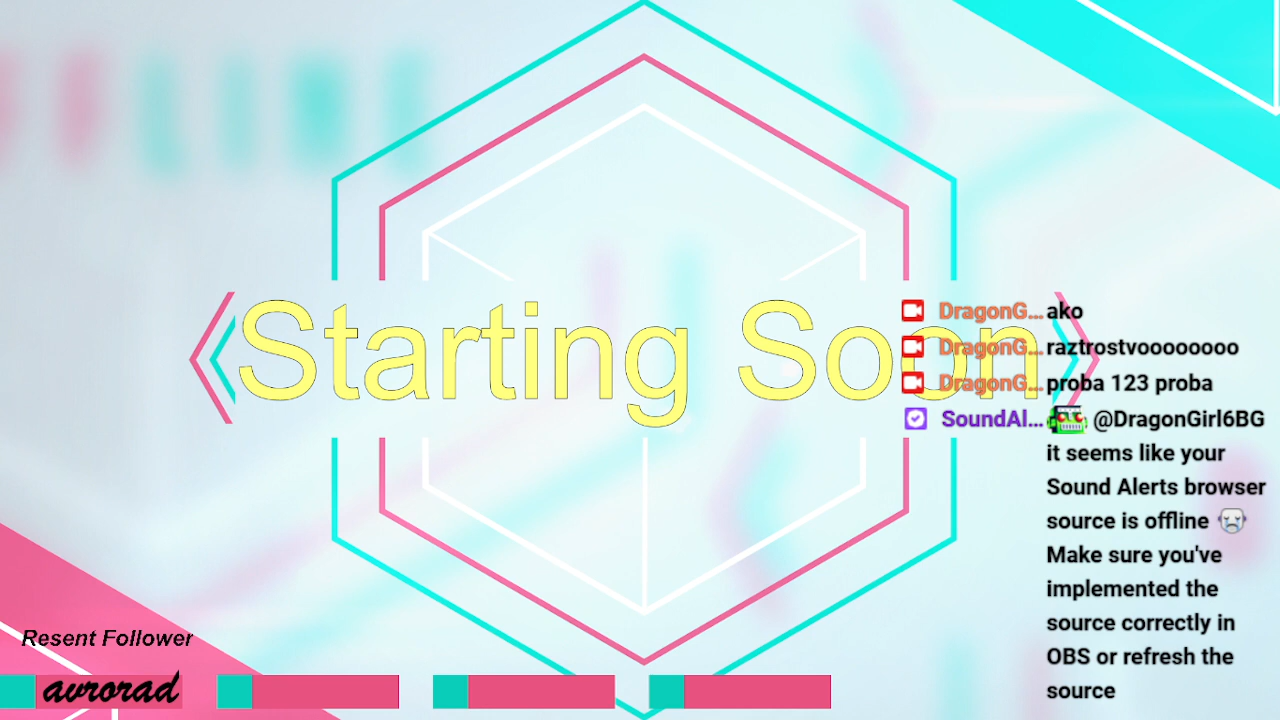 Starting Soon
DragonG... ako
DragonG... raztrostvoooooooo
DragonG... proba 123 proba
SoundAl... @DragonGirl6BG
it seems like your
Sound Alerts browser
source is offline
Make sure you've
implemented the
source correctly in
OBS or refresh the
source
Resent Follower
avrorad